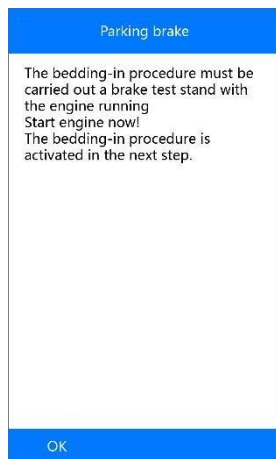 Parking brake
The bedding-in procedure must be
carried out a brake test stand with
the engine running
Start engine now!
The bedding-in procedure is
activated in the next step.
OK